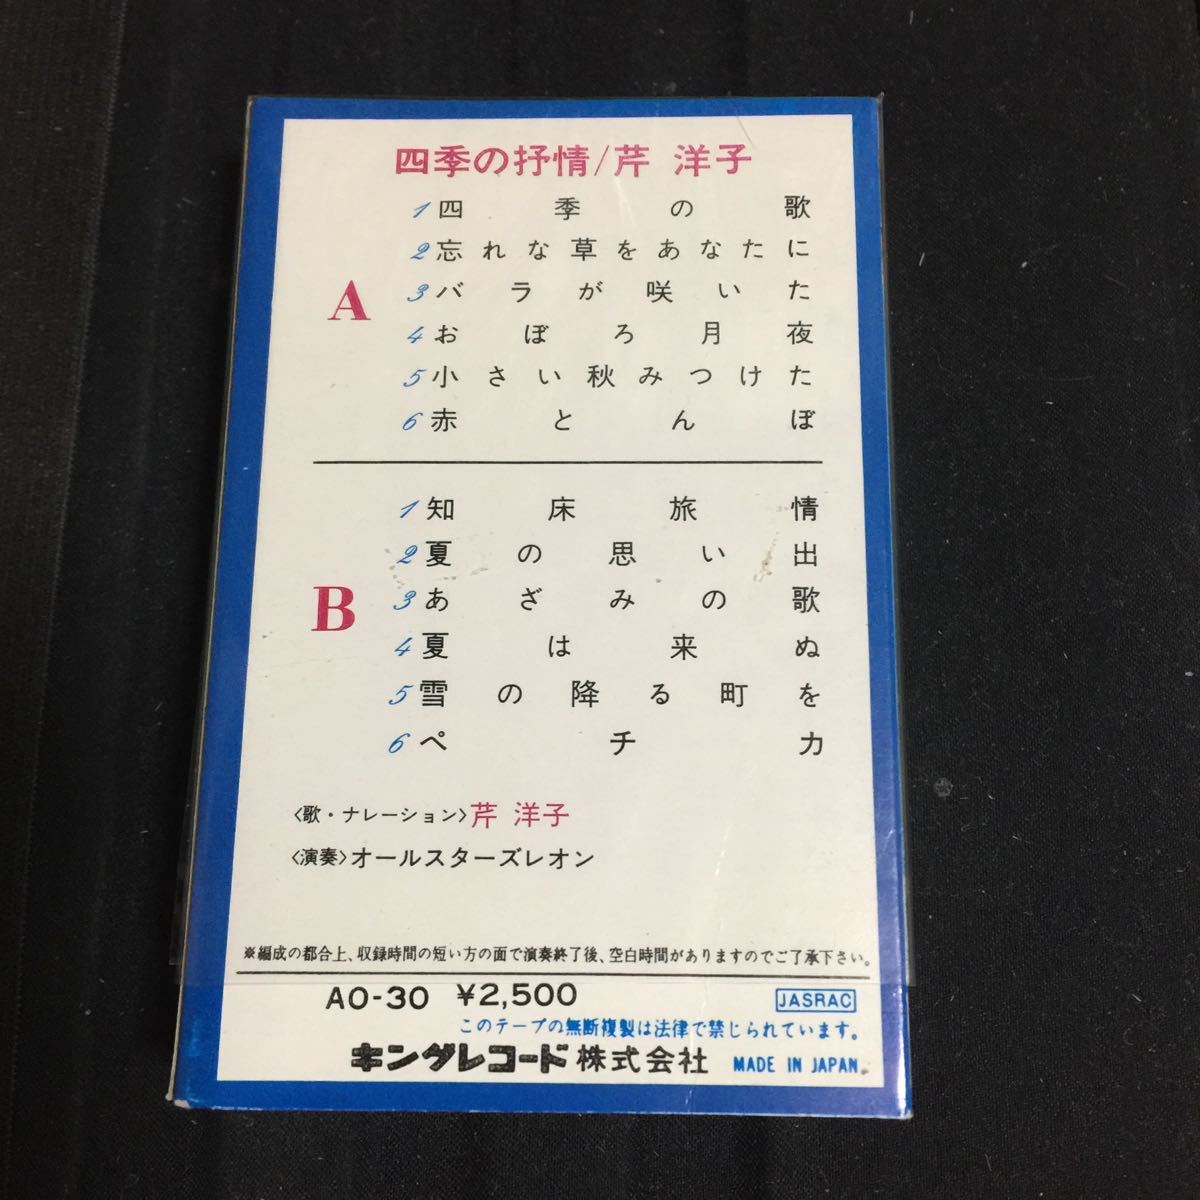 四季の抒情/芹 洋子
A
1 四季の歌
2 忘れな草をあなたに
3 バラが咲いた
4 おぼろ月夜
5 小さい秋みつけた
6 赤とんぼ
B
1 知床旅情
2 夏の思い出
3 あざみの歌
4 夏は来ぬ
5 雪の降る町を
6 ペチカ
〈歌・ナレーション〉芹 洋子
〈演奏〉オールスターズレオン
※編成の都合上、収録時間の短い方の面で演奏終了後、空白時間がありますのでご了承下さい。
AO-30 ¥2,500 JASRAC
このテープの無断複製は法律で禁じられています。
キングレコード株式会社 MADE IN JAPAN